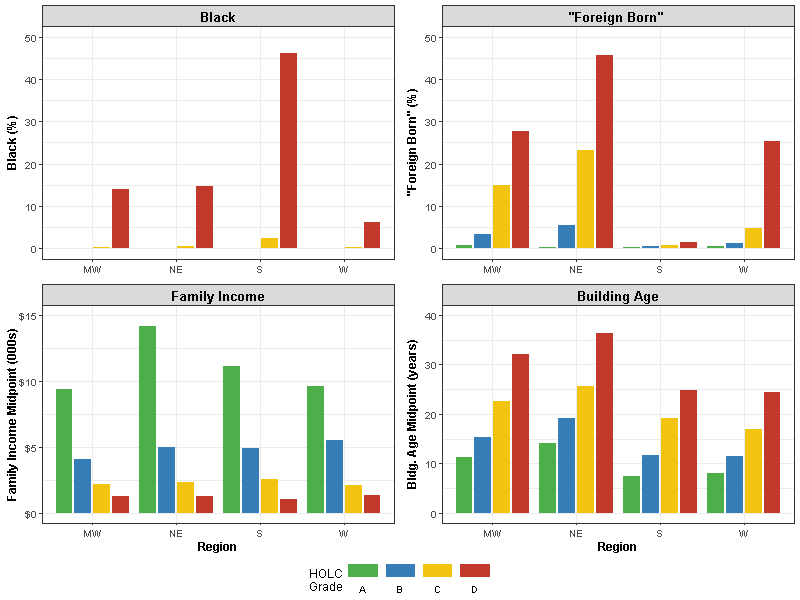 Black
"Foreign Born"
Black (%)
50
40
30
20
10
0
MW NE S W
"Foreign Born" (%)
50
40
30
20
10
0
MW NE S W
Family Income
Building Age
Family Income Midpoint (000s)
$15
$10
$5
$0
MW NE S W
Region
Bldg. Age Midpoint (years)
40
30
20
10
0
MW NE S W
Region
HOLC
Grade
A B C D